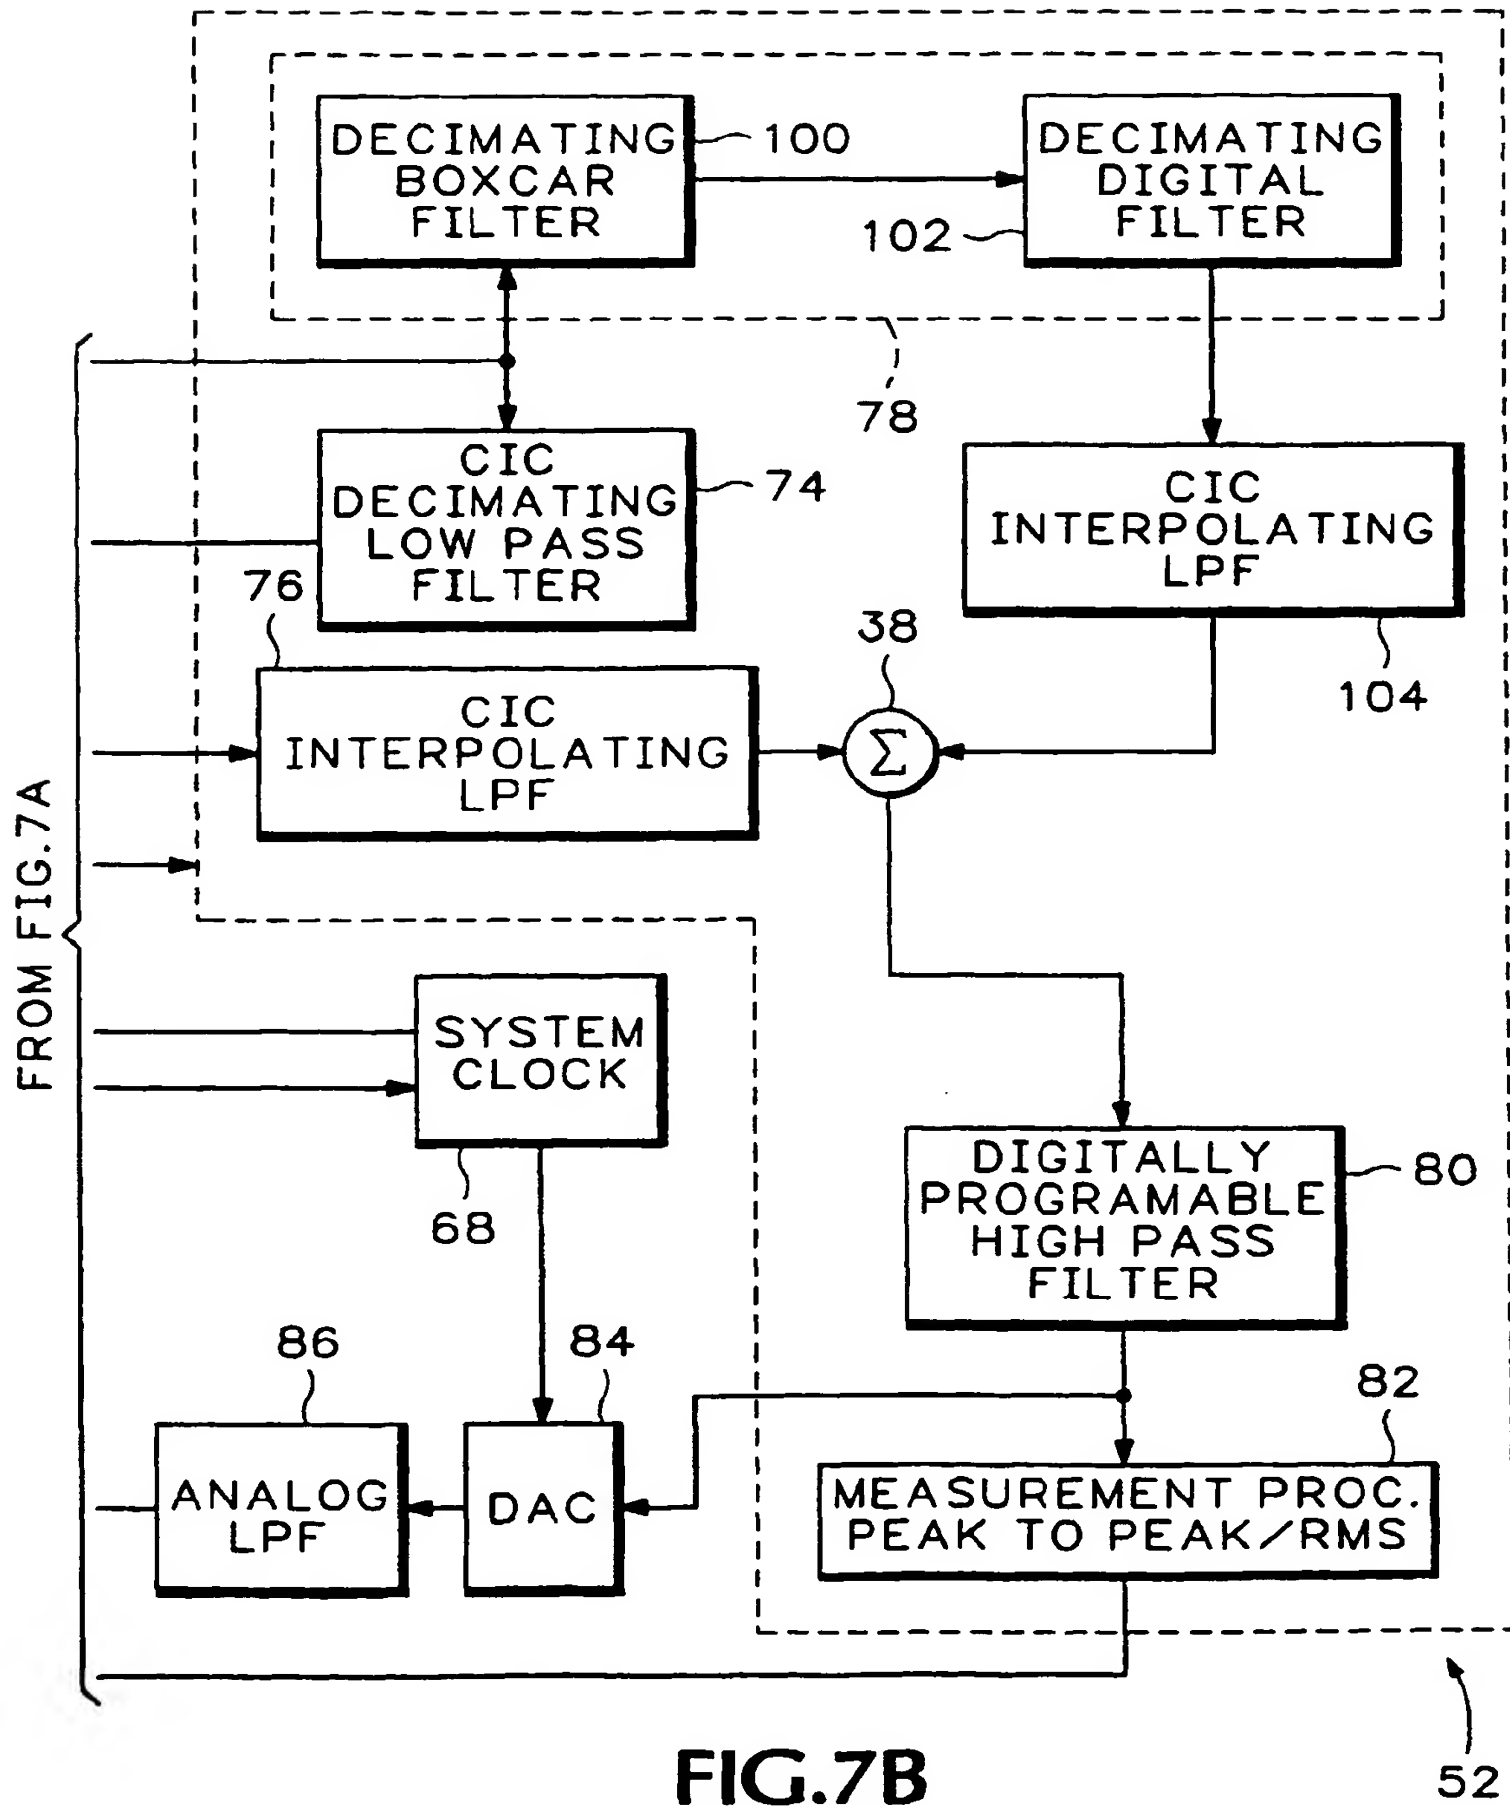 DECIMATING
BOXCAR
FILTER
100
DECIMATING
DIGITAL
FILTER
102
78
CIC
DECIMATING
LOW PASS
FILTER
74
CIC
INTERPOLATING
LPF
104
76
CIC
INTERPOLATING
LPF
38
Σ
FROM FIG.7A
SYSTEM
CLOCK
68
DIGITALLY
PROGRAMABLE
HIGH PASS
FILTER
80
86
ANALOG
LPF
84
DAC
82
MEASUREMENT PROC.
PEAK TO PEAK/RMS
52
FIG.7B